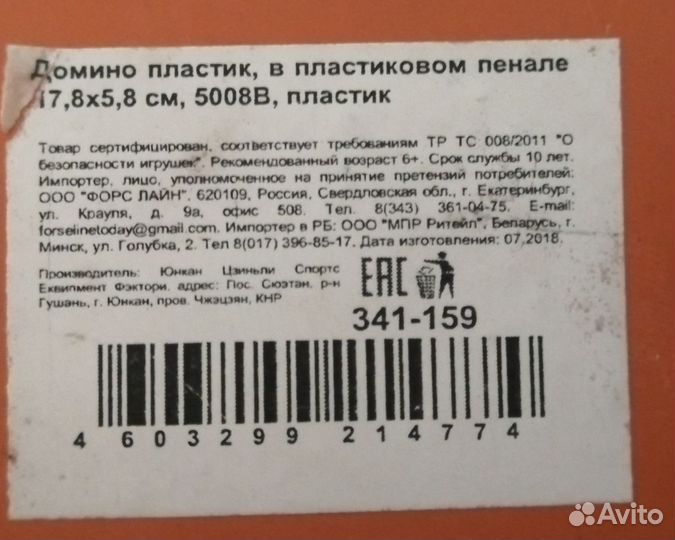 Домино пластик, в пластиковом пенале
17,8х5,8 см, 5008В, пластик
Товар сертифицирован, соответствует требованиям ТР ТС 008/2011 "О
безопасности игрушек". Рекомендованный возраст 6+. Срок службы 10 лет.
Импортер, лицо, уполномоченное на принятие претензий потребителей:
ООО "ФОРС ЛАЙН", 620109, Россия, Свердловская обл., г. Екатеринбург,
ул. Крауля, д. 9а, офис 508. Тел. 8(343) 361-04-75. E-mail:
forselinetoday@gmail.com. Импортер в РБ: ООО "МПР Ритейл", Беларусь, г.
Минск, ул. Голубка, 2. Тел 8(017) 396-85-17. Дата изготовления: 07.2018.
Производитель: Юнкан Цзиньли Спортс
Еквипмент Фэктори, адрес: Пос. Сюэтан, р-н
Гушань, г. Юнкан, пров. Чжэцзян, КНР
EAC
341-159
4 603299 214774
Avito